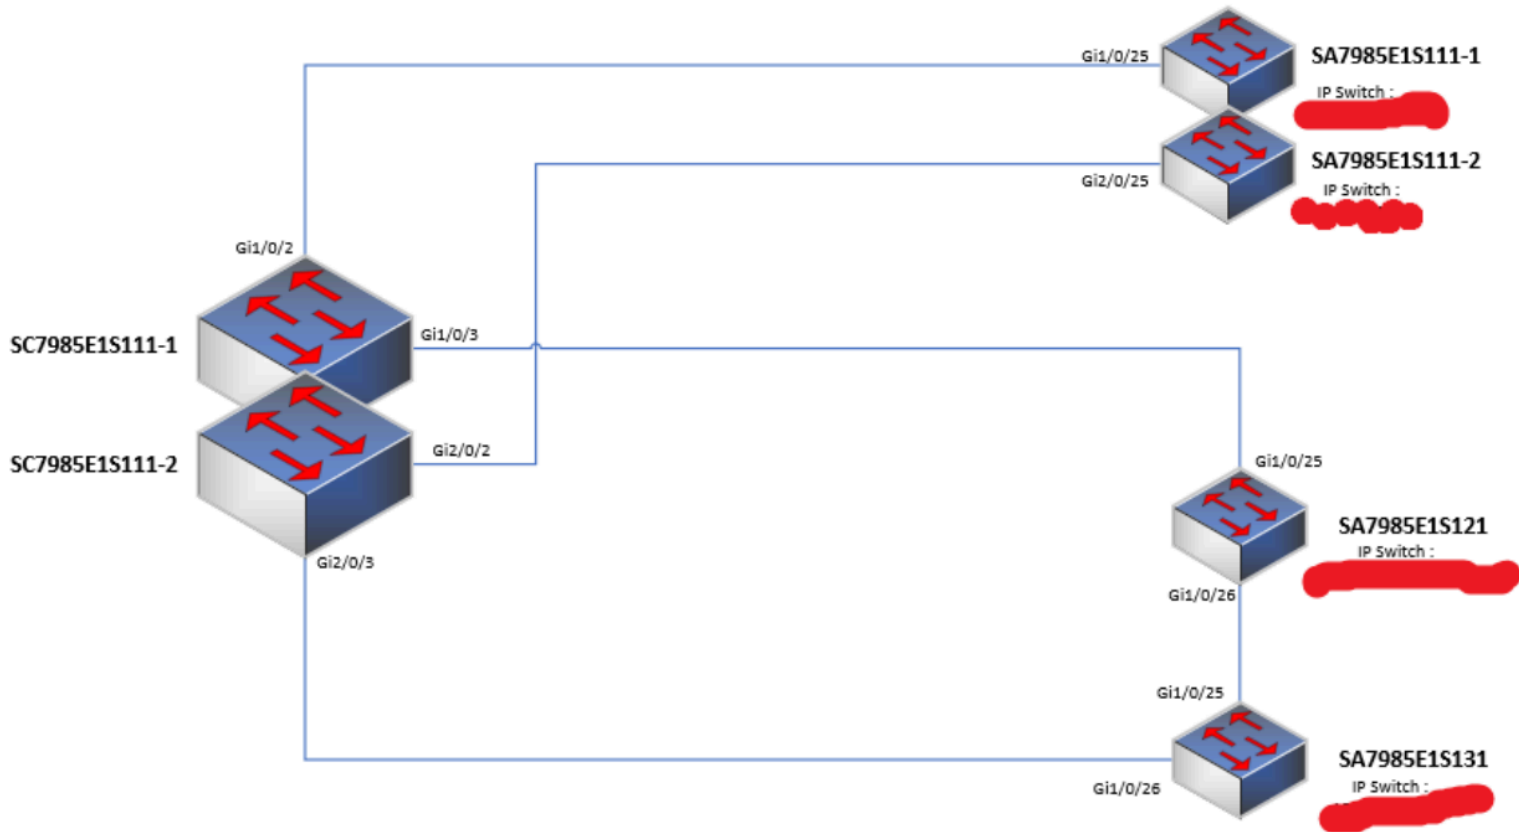 Gi1/0/25
SA7985E1S111-1
IP Switch :
SA7985E1S111-2
Gi2/0/25
IP Switch :
Gi1/0/2
Gi1/0/3
SC7985E1S111-1
Gi2/0/2
SC7985E1S111-2
Gi1/0/25
Gi2/0/3
SA7985E1S121
IP Switch :
Gi1/0/26
Gi1/0/25
SA7985E1S131
Gi1/0/26
IP Switch :